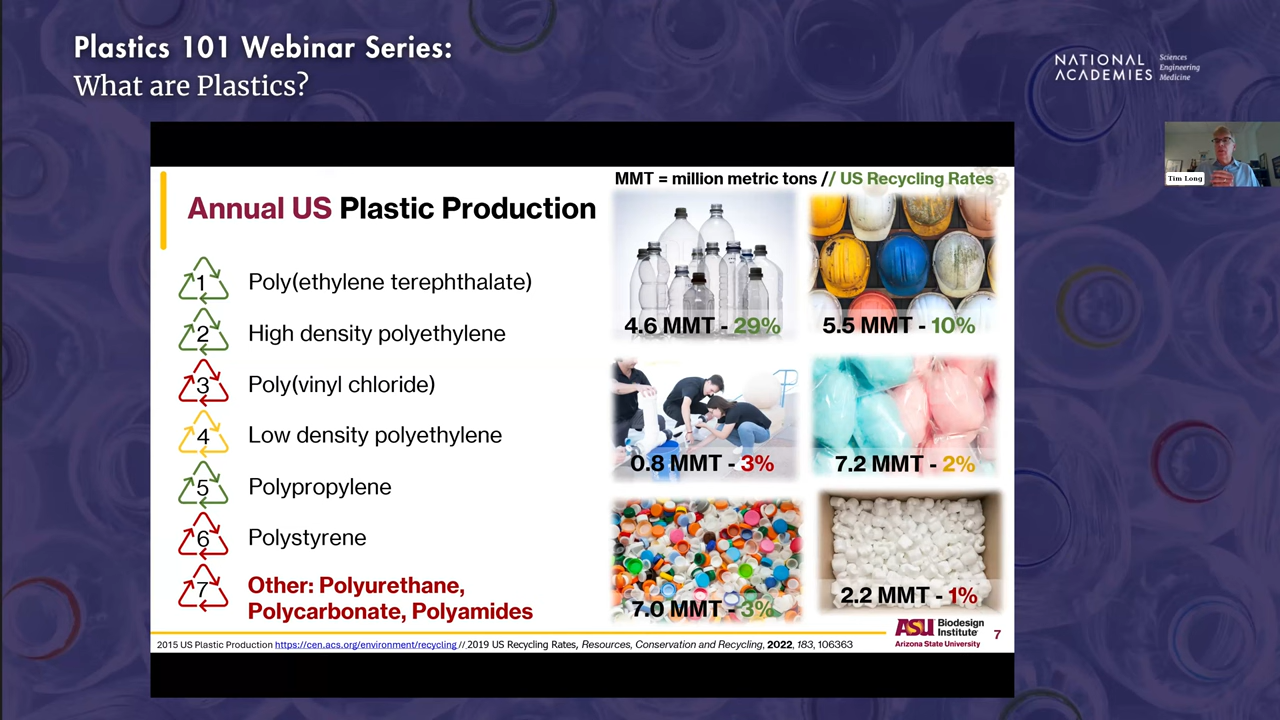 Plastics 101 Webinar Series:
What are Plastics?
NATIONAL
ACADEMIES
Sciences
Engineering
Medicine
Tim Long
MMT = million metric tons // US Recycling Rates
Annual US Plastic Production
1 Poly(ethylene terephthalate)
2 High density polyethylene
3 Poly(vinyl chloride)
4 Low density polyethylene
5 Polypropylene
6 Polystyrene
7 Other: Polyurethane,
Polycarbonate, Polyamides
4.6 MMT - 29%
5.5 MMT - 10%
0.8 MMT - 3%
7.2 MMT - 2%
7.0 MMT - 3%
2.2 MMT - 1%
ASU Biodesign
Institute
Arizona State University
7
2015 US Plastic Production https://cen.acs.org/environment/recycling // 2019 US Recycling Rates, Resources, Conservation and Recycling, 2022, 183, 106363